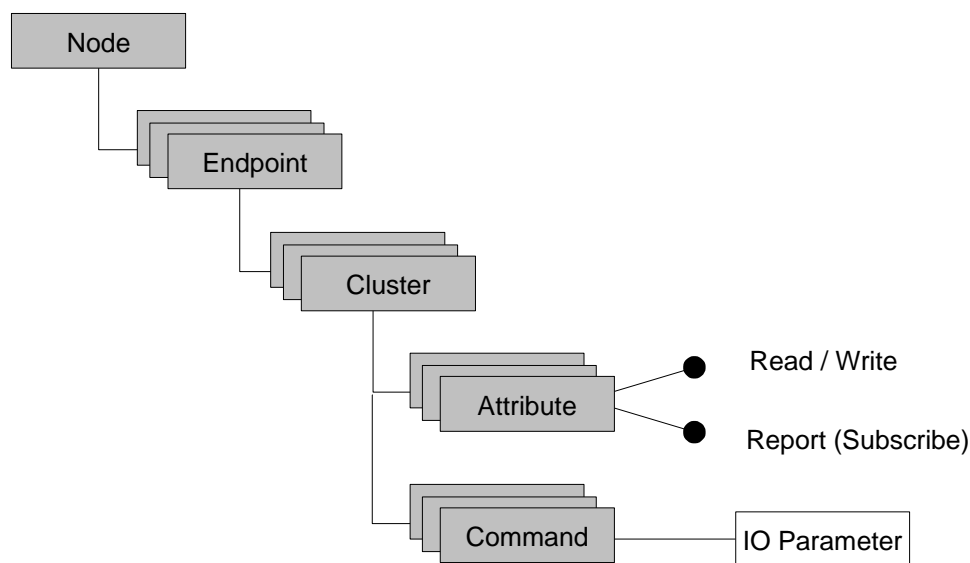 Node
Endpoint
Cluster
Attribute
Read / Write
Report (Subscribe)
Command
IO Parameter